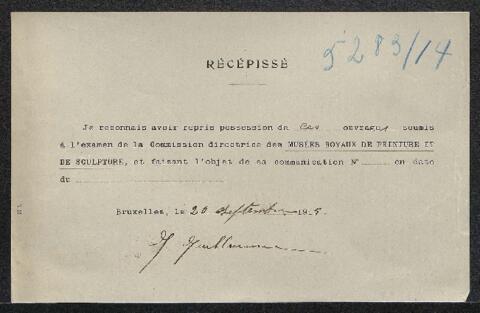 5283/14
RÉCÉPISSÉ
Je reconnais avoir repris possession de ces ouvrages soumis
à l'examen de la Commission directrice des MUSÉES ROYAUX DE PEINTURE ET
DE SCULPTURE, et faisant l'objet de sa communication N° en date
du
Bruxelles, le 20 septembre 19